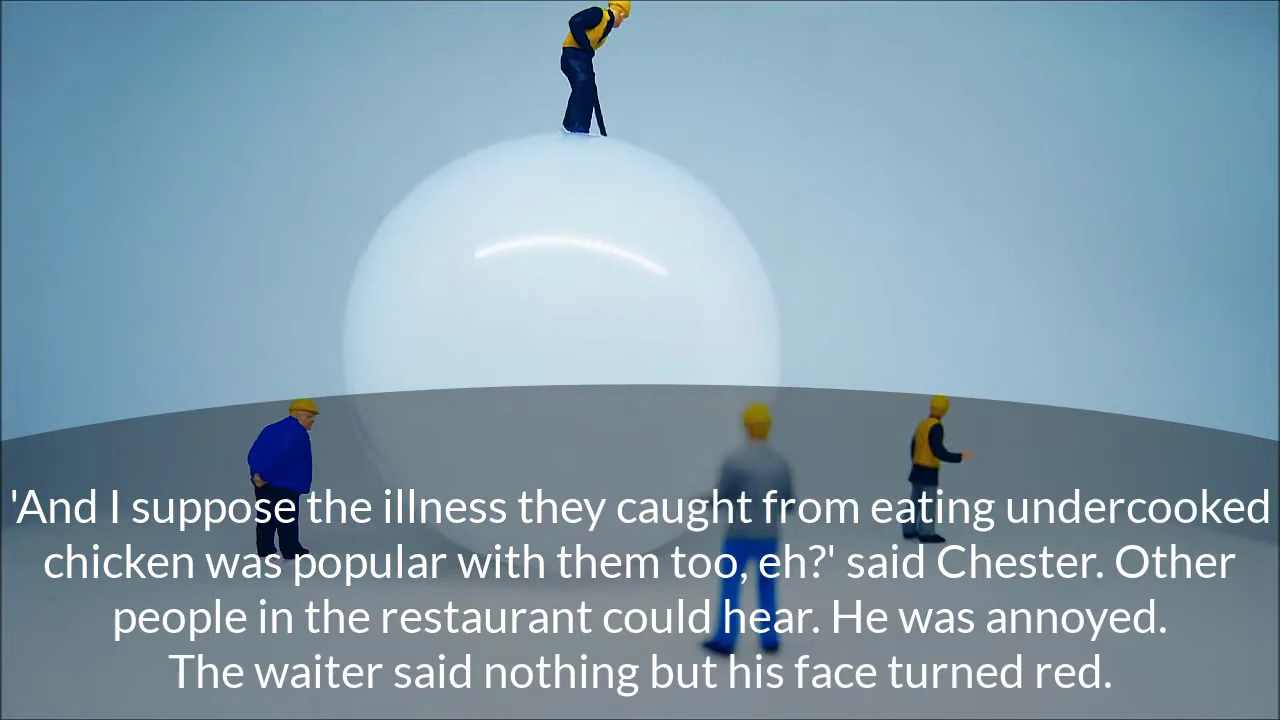 'And I suppose the illness they caught from eating undercooked
chicken was popular with them too, eh?' said Chester. Other
people in the restaurant could hear. He was annoyed.
The waiter said nothing but his face turned red.